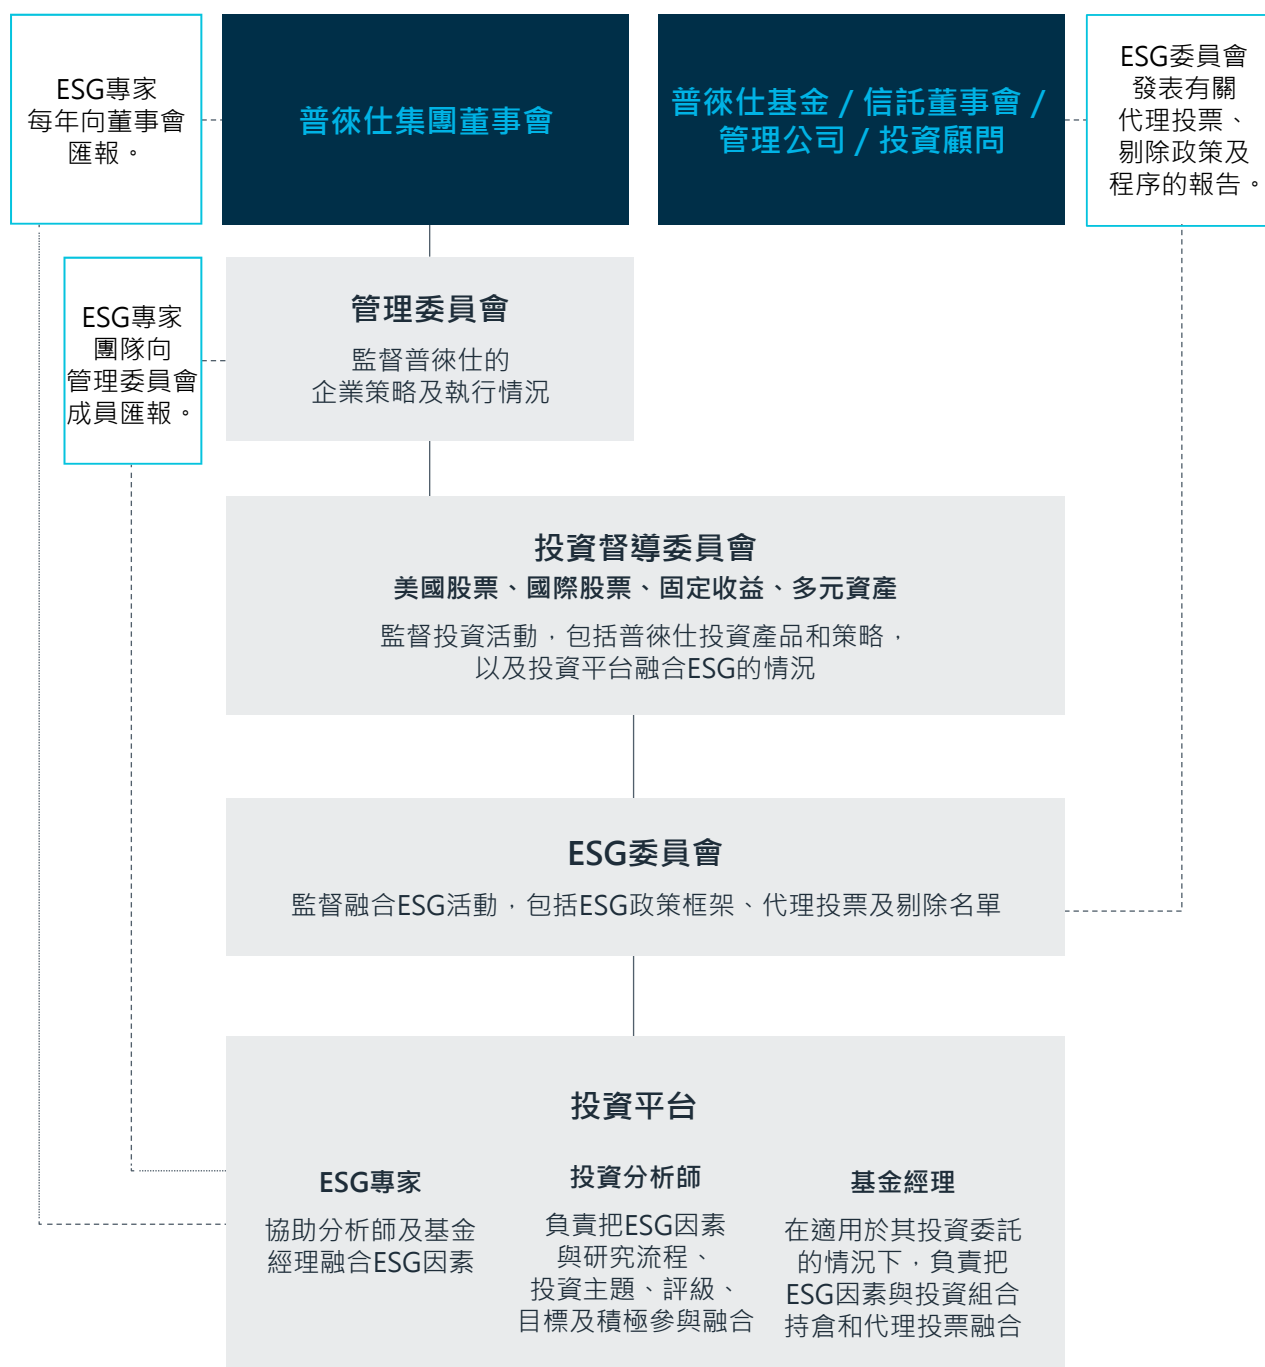 ESG專家
每年向董事會
匯報。
普徠仕集團董事會
普徠仕基金 / 信託董事會 /
管理公司 / 投資顧問
ESG委員會
發表有關
代理投票、
剔除政策及
程序的報告。
ESG專家
團隊向
管理委員會
成員匯報。
管理委員會
監督普徠仕的
企業策略及執行情況
投資督導委員會
美國股票、國際股票、固定收益、多元資產
監督投資活動，包括普徠仕投資產品和策略，
以及投資平台融合ESG的情況
ESG委員會
監督融合ESG活動，包括ESG政策框架、代理投票及剔除名單
投資平台
ESG專家
協助分析師及基金
經理融合ESG因素
投資分析師
負責把ESG因素
與研究流程、
投資主題、評級、
目標及積極參與融合
基金經理
在適用於其投資委託
的情況下，負責把
ESG因素與投資組合
持倉和代理投票融合